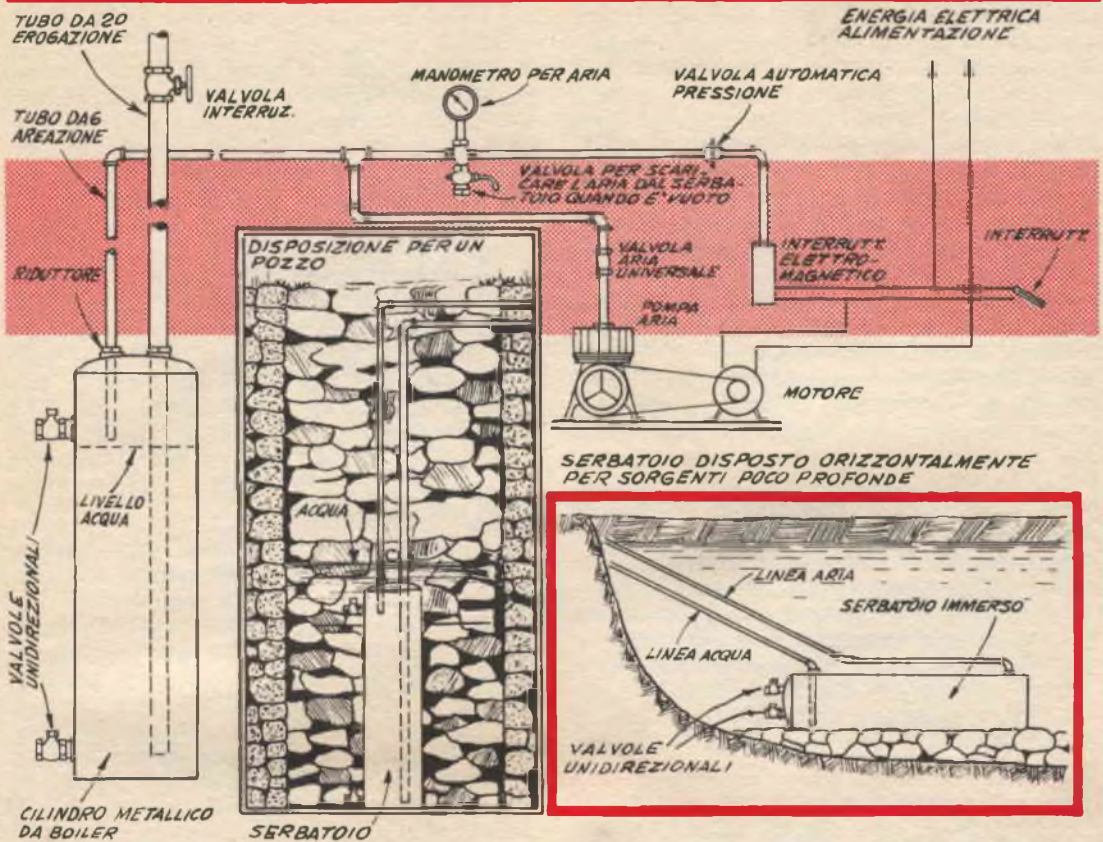 TUBO DA 20
EROGAZIONE
ENERGIA ELETTRICA
ALIMENTAZIONE
MANOMETRO PER ARIA
VALVOLA AUTOMATICA
PRESSIONE
VALVOLA
INTERRUZ.
TUBO DA 6
AREAZIONE
VALVOLA PER SCARI-
CARE L'ARIA DAL SERBA-
TOIO QUANDO E' VUOTO
DISPOSIZIONE PER UN
POZZO
VALVOLA
ARIA
UNIVERSALE
INTERRUTT.
ELETTRO-
MAGNETICO
INTERRUTT.
RIDUTTORE
POMPA
ARIA
MOTORE
SERBATOIO DISPOSTO ORIZZONTALMENTE
PER SORGENTI POCO PROFONDE
LIVELLO
ACQUA
ACQUA
VALVOLE
UNIDIREZIONALI
LINEA ARIA
SERBATOIO IMMERSO
LINEA ACQUA
VALVOLE
UNIDIREZIONALI
CILINDRO METALLICO
DA BOILER
SERBATOIO